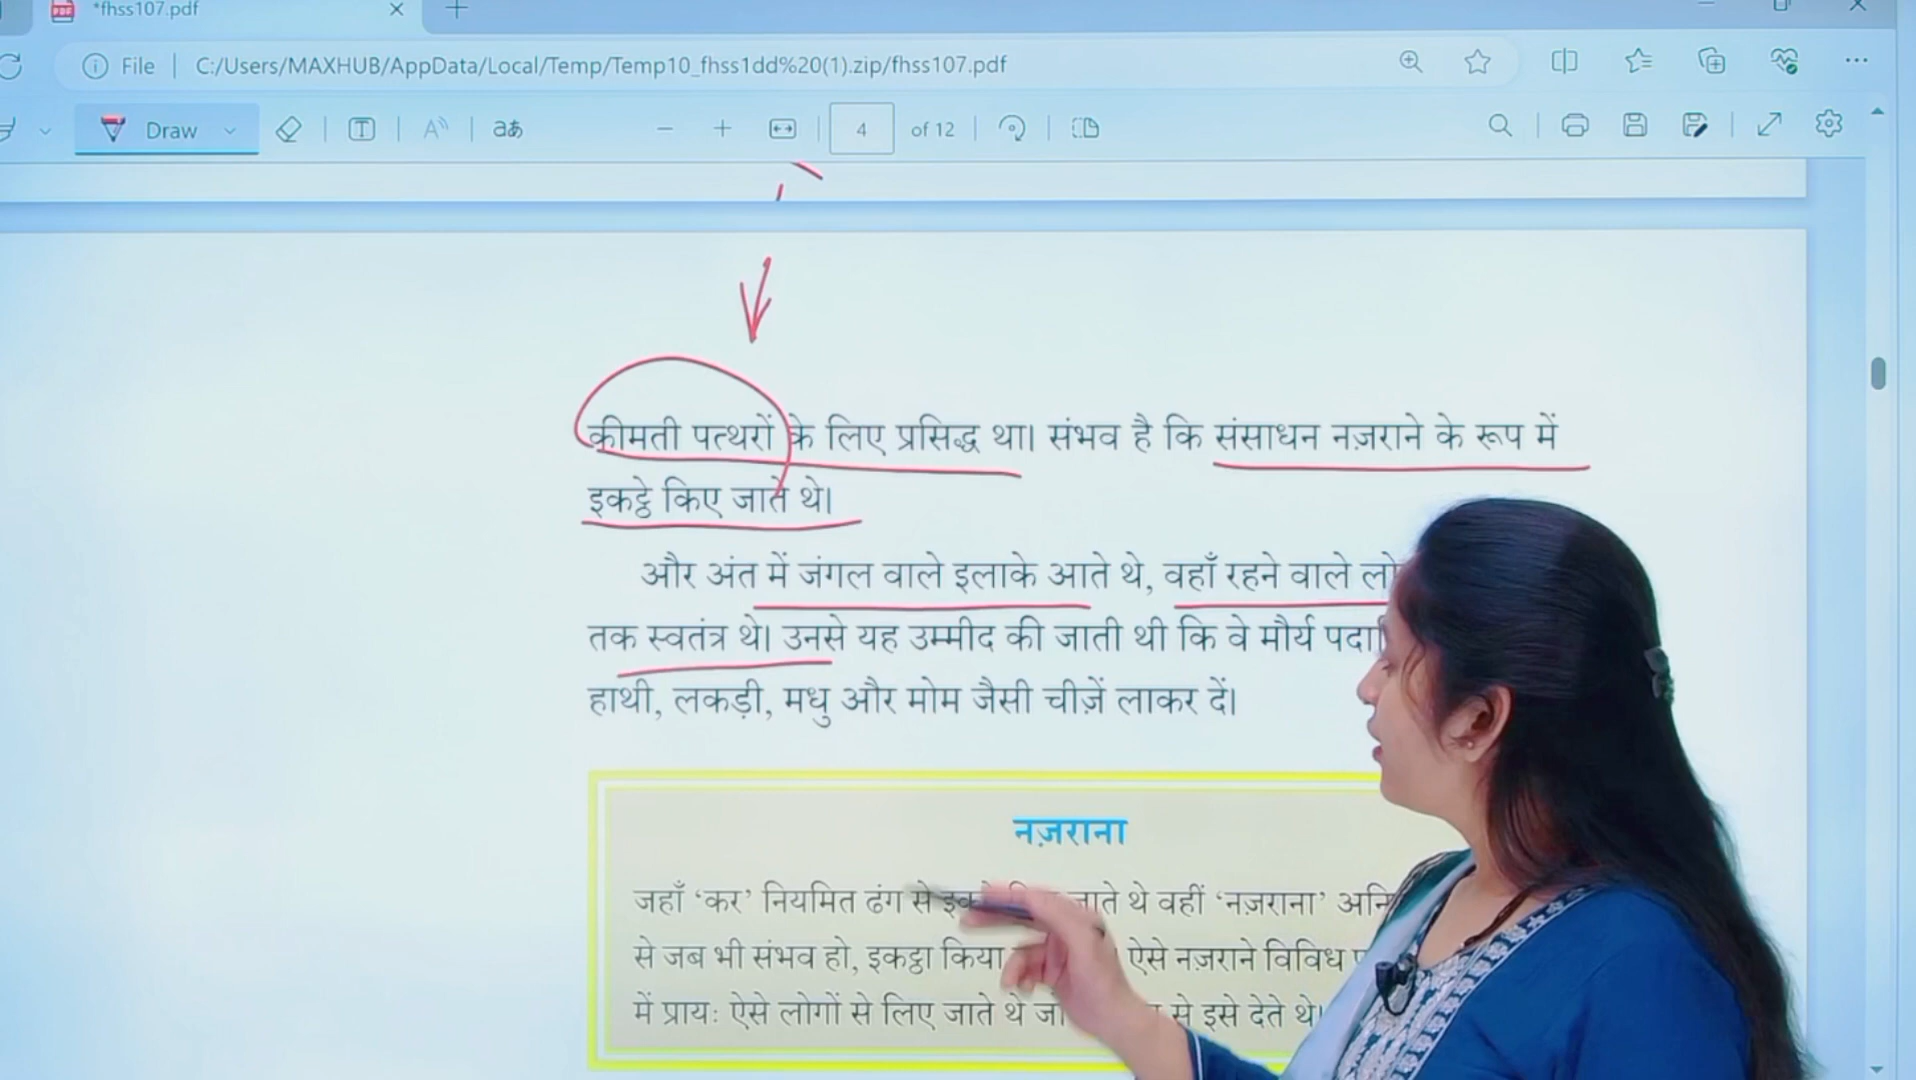 *fhss107.pdf
File | C:/Users/MAXHUB/AppData/Local/Temp/Temp10_fhss1dd%20(1).zip/fhss107.pdf
Draw aあ 4 of 12
कीमती पत्थरों के लिए प्रसिद्ध था। संभव है कि संसाधन नज़राने के रूप में
इकट्ठे किए जाते थे।
और अंत में जंगल वाले इलाके आते थे, वहाँ रहने वाले
तक स्वतंत्र थे। उनसे यह उम्मीद की जाती थी कि वे मौर्य
हाथी, लकड़ी, मधु और मोम जैसी चीज़ें लाकर दें।
नज़राना
जहाँ ‘कर’ नियमित ढंग से जाते थे वहीं ‘नज़राना’
से जब भी संभव हो, इकट्ठा किया ऐसे नज़राने विविध
में प्रायः ऐसे लोगों से लिए जाते थे जो से इसे देते थे।